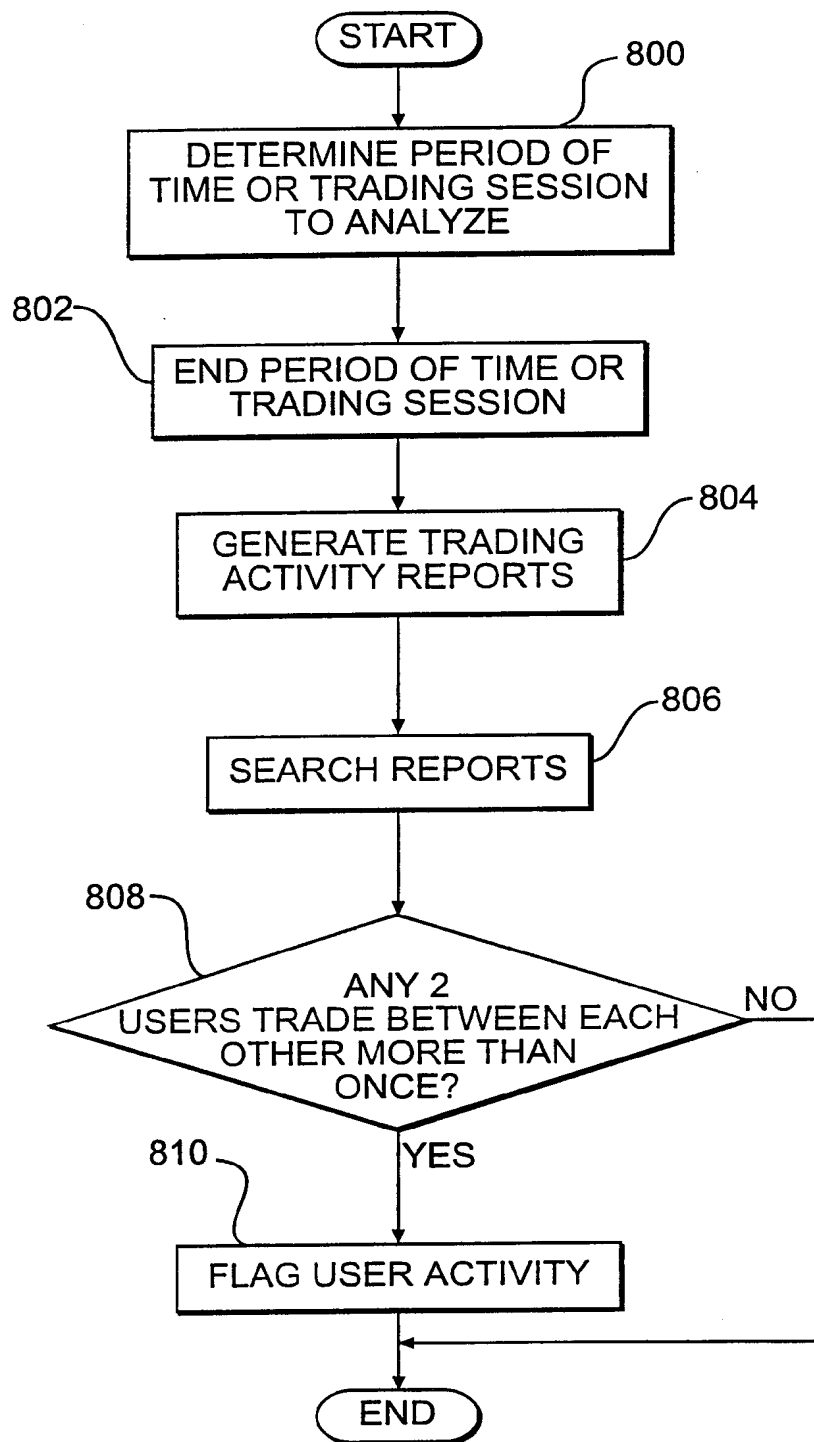 START
800
DETERMINE PERIOD OF
TIME OR TRADING SESSION
TO ANALYZE
802
END PERIOD OF TIME OR
TRADING SESSION
804
GENERATE TRADING
ACTIVITY REPORTS
806
SEARCH REPORTS
808
ANY 2
USERS TRADE BETWEEN EACH
OTHER MORE THAN
ONCE?
NO
YES
810
FLAG USER ACTIVITY
END